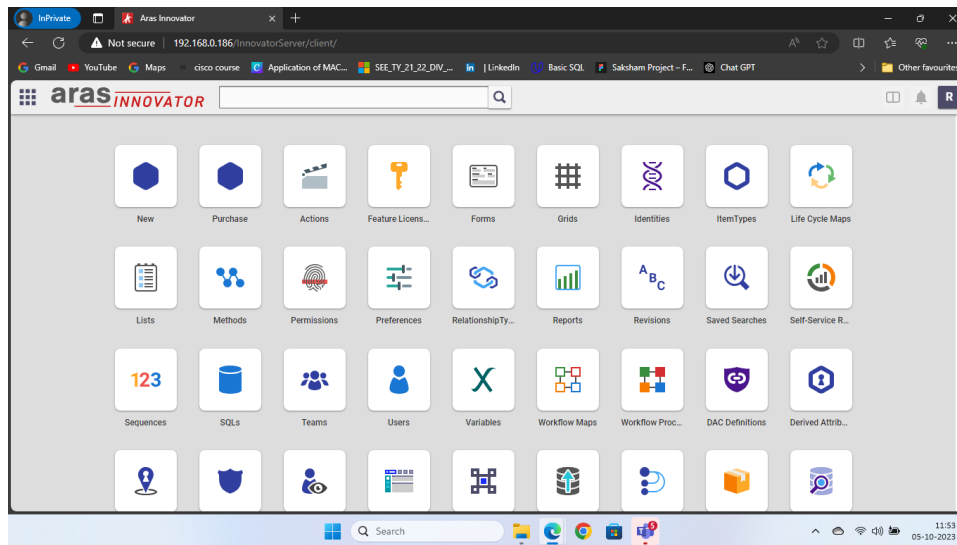 InPrivate Aras Innovator
Not secure 192.168.0.186/InnovatorServer/client/
Gmail YouTube Maps cisco course Application of MAC... SEE_TY_21_22_DIV_... |LinkedIn Basic SQL Saksham Project – F... Chat GPT Other favourites
aras INNOVATOR R
New Purchase Actions Feature Licens... Forms Grids Identities ItemTypes Life Cycle Maps
A B C
Lists Methods Permissions Preferences RelationshipTy... Reports Revisions Saved Searches Self-Service R...
123 X
Sequences SQLs Teams Users Variables Workflow Maps Workflow Proc... DAC Definitions Derived Attrib...
Search 5 11:53
05-10-2023